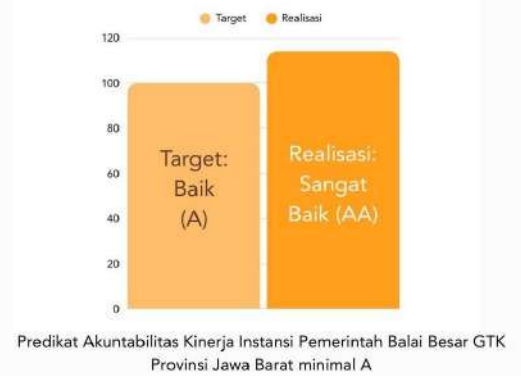 Target Realisasi
120
100
80
60
40
20
0
Target:
Baik
(A)
Realisasi:
Sangat
Baik (AA)
Predikat Akuntabilitas Kinerja Instansi Pemerintah Balai Besar GTK
Provinsi Jawa Barat minimal A